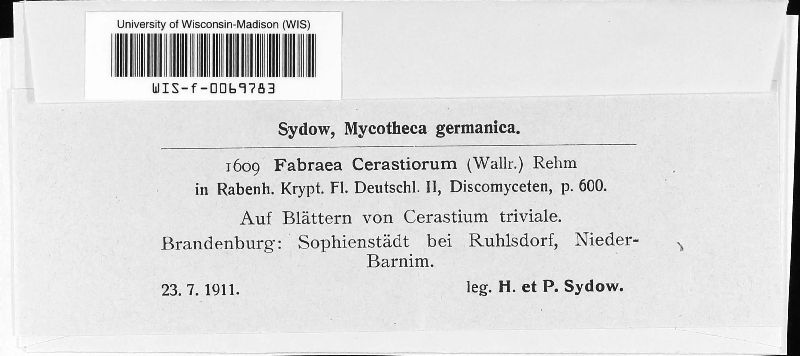 University of Wisconsin-Madison (WIS)
WIS-f-0069783
Sydow, Mycotheca germanica.
1609 Fabraea Cerastiorum (Wallr.) Rehm
in Rabenh. Krypt. Fl. Deutschl. II, Discomyceten, p. 600.
Auf Blättern von Cerastium triviale.
Brandenburg: Sophienstädt bei Ruhlsdorf, Nieder-
Barnim.
23. 7. 1911. leg. H. et P. Sydow.